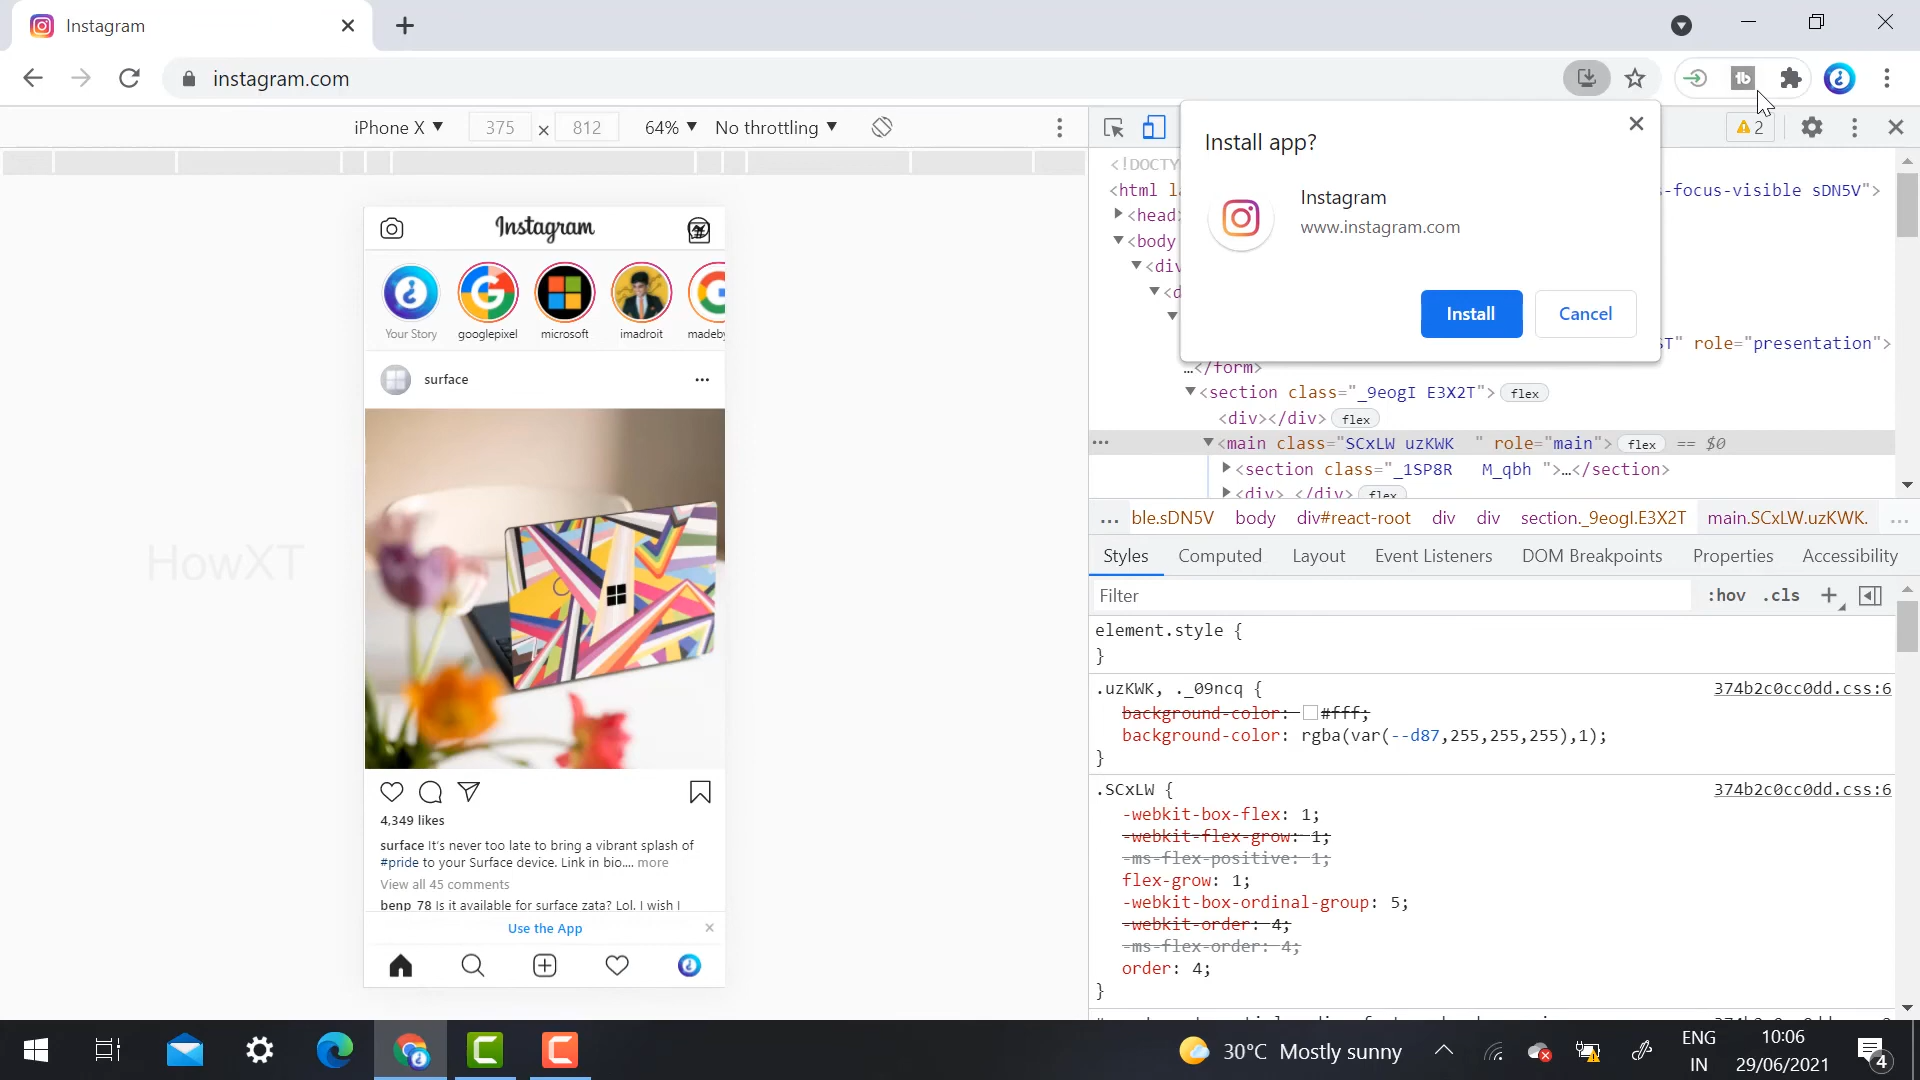 Instagram
instagram.com
iPhone X
375
×
812
64%
No throttling
2
Install app?
Instagram
www.instagram.com
Install
Cancel
Instagram
Your Story
googlepixel
microsoft
imadroit
madeby
surface
...
HowXT
4,349 likes
surface It's never too late to bring a vibrant splash of
#pride to your Surface device. Link in bio.... more
View all 45 comments
benp_78 Is it available for surface zata? Lol. I wish I
Use the App
<!DOCTY
<html l
-focus-visible sDN5V">
<head
<body
<div
<d
ST" role="presentation">
…</form>
<section class="_9eogI E3X2T"> flex
<div></div> flex
<main class="SCxLW uzKWK " role="main"> flex == $0
<section class="_1SP8R M_qbh ">…</section>
<div> </div> flex
... ble.sDN5V body div#react-root div div section._9eogI.E3X2T main.SCxLW.uzKWK. ...
Styles Computed Layout Event Listeners DOM Breakpoints Properties Accessibility
Filter
:hov .cls +
element.style {
}
.uzKWK, ._09ncq { 374b2c0cc0dd.css:6
background-color: #fff;
background-color: rgba(var(--d87,255,255,255),1);
}
.SCxLW { 374b2c0cc0dd.css:6
-webkit-box-flex: 1;
-webkit-flex-grow: 1;
-ms-flex-positive: 1;
flex-grow: 1;
-webkit-box-ordinal-group: 5;
-webkit-order: 4;
-ms-flex-order: 4;
order: 4;
}
30°C Mostly sunny
ENG
IN
10:06
29/06/2021
4